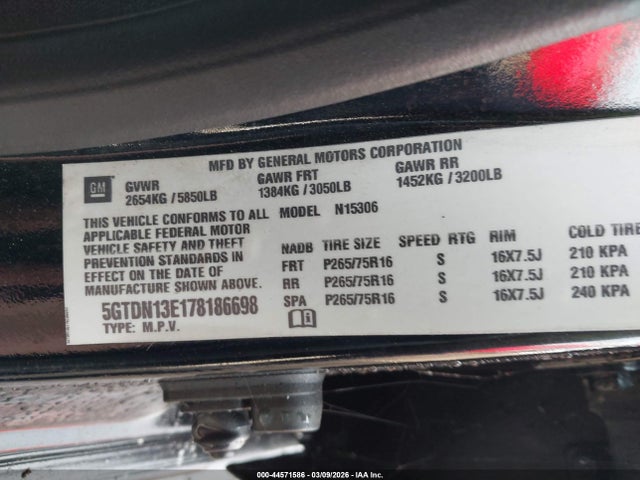 MFD BY GENERAL MOTORS CORPORATION
GM GVWR GAWR FRT GAWR RR
2654KG / 5850LB 1384KG / 3050LB 1452KG / 3200LB
THIS VEHICLE CONFORMS TO ALL MODEL N15306
APPLICABLE FEDERAL MOTOR
VEHICLE SAFETY AND THEFT
PREVENTION STANDARDS IN
EFFECT ON THE DATE OF
MANUFACTURE SHOWN ABOVE.
5GTDN13E178186698
TYPE: M.P.V.
NADB TIRE SIZE SPEED RTG RIM COLD TIRE
FRT P265/75R16 S 16X7.5J 210 KPA
RR P265/75R16 S 16X7.5J 210 KPA
SPA P265/75R16 S 16X7.5J 240 KPA
000-44571586 - 03/09/2026 - IAA Inc.